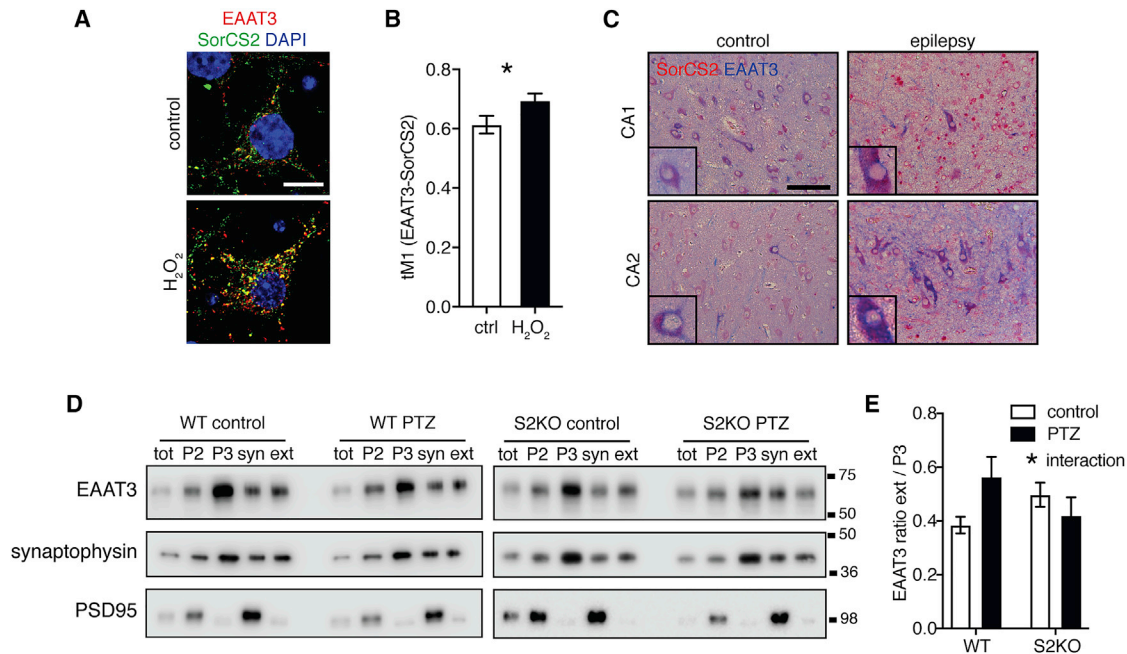 A
EAAT3
SorCS2 DAPI
control
H₂O₂
B
*
tM1 (EAAT3-SorCS2)
0.8
0.6
0.4
0.2
0.0
ctrl
H₂O₂
C
control
epilepsy
SorCS2 EAAT3
CA1
CA2
D
WT control
WT PTZ
S2KO control
S2KO PTZ
tot P2 P3 syn ext
tot P2 P3 syn ext
tot P2 P3 syn ext
tot P2 P3 syn ext
EAAT3
75
50
synaptophysin
50
36
PSD95
98
E
EAAT3 ratio ext / P3
0.8
0.6
0.4
0.2
0.0
control
PTZ
* interaction
WT
S2KO